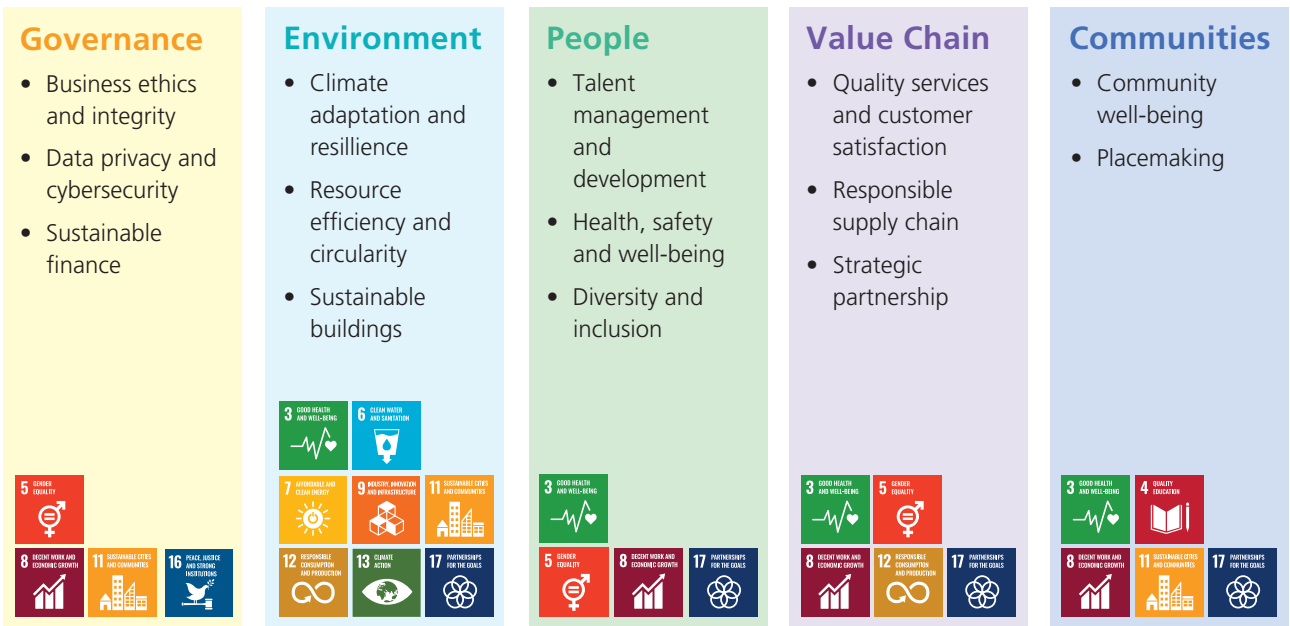 Governance
• Business ethics
and integrity
• Data privacy and
cybersecurity
• Sustainable
finance
5 GENDER
EQUALITY
8 DECENT WORK AND
ECONOMIC GROWTH
11 SUSTAINABLE CITIES
AND COMMUNITIES
16 PEACE, JUSTICE
AND STRONG
INSTITUTIONS
Environment
• Climate
adaptation and
resillience
• Resource
efficiency and
circularity
• Sustainable
buildings
3 GOOD HEALTH
AND WELL-BEING
6 CLEAN WATER
AND SANITATION
7 AFFORDABLE AND
CLEAN ENERGY
9 INDUSTRY, INNOVATION
AND INFRASTRUCTURE
11 SUSTAINABLE CITIES
AND COMMUNITIES
12 RESPONSIBLE
CONSUMPTION
AND PRODUCTION
13 CLIMATE
ACTION
17 PARTNERSHIPS
FOR THE GOALS
People
• Talent
management
and
development
• Health, safety
and well-being
• Diversity and
inclusion
3 GOOD HEALTH
AND WELL-BEING
5 GENDER
EQUALITY
8 DECENT WORK AND
ECONOMIC GROWTH
17 PARTNERSHIPS
FOR THE GOALS
Value Chain
• Quality services
and customer
satisfaction
• Responsible
supply chain
• Strategic
partnership
3 GOOD HEALTH
AND WELL-BEING
5 GENDER
EQUALITY
8 DECENT WORK AND
ECONOMIC GROWTH
12 RESPONSIBLE
CONSUMPTION
AND PRODUCTION
17 PARTNERSHIPS
FOR THE GOALS
Communities
• Community
well-being
• Placemaking
3 GOOD HEALTH
AND WELL-BEING
4 QUALITY
EDUCATION
8 DECENT WORK AND
ECONOMIC GROWTH
11 SUSTAINABLE CITIES
AND COMMUNITIES
17 PARTNERSHIPS
FOR THE GOALS